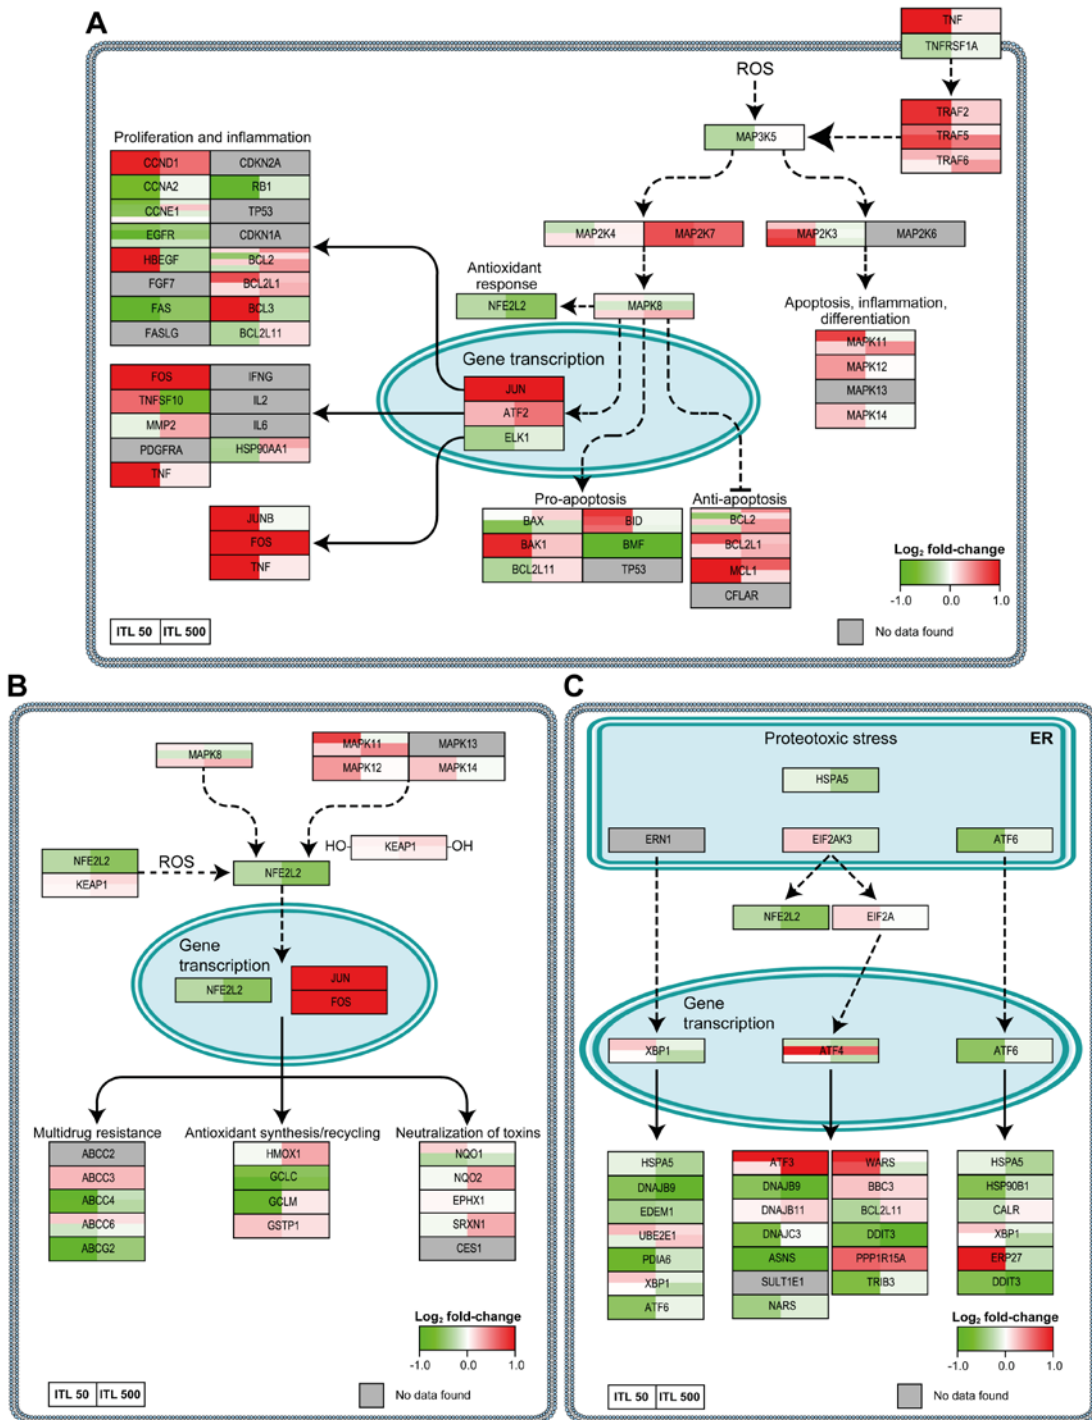 A
TNF
TNFRSF1A
ROS
TRAF2
TRAF5
TRAF6
MAP3K5
Proliferation and inflammation
CCND1 CDKN2A
CCNA2 RB1
CCNE1 TP53
EGFR CDKN1A
HBEGF BCL2
FGF7 BCL2L1
FAS BCL3
FASLG BCL2L11
MAP2K4 MAP2K7
MAP2K3 MAP2K6
Antioxidant
response
NFE2L2
MAPK8
Apoptosis, inflammation,
differentiation
MAPK11
MAPK12
MAPK13
MAPK14
Gene transcription
JUN
ATF2
ELK1
FOS IFNG
TNFSF10 IL2
MMP2 IL6
PDGFRA HSP90AA1
TNF
JUNB
FOS
TNF
Pro-apoptosis
BAX BID
BAK1 BMF
BCL2L11 TP53
Anti-apoptosis
BCL2
BCL2L1
MCL1
CFLAR
Log2 fold-change
-1.0 0.0 1.0
No data found
ITL 50 ITL 500
B
MAPK8
MAPK11 MAPK13
MAPK12 MAPK14
HO- KEAP1 -OH
NFE2L2
KEAP1
ROS
NFE2L2
Gene
transcription
NFE2L2
JUN
FOS
Multidrug resistance
ABCC2
ABCC3
ABCC4
ABCC6
ABCG2
Antioxidant synthesis/recycling
HMOX1
GCLC
GCLM
GSTP1
Neutralization of toxins
NQO1
NQO2
EPHX1
SRXN1
CES1
Log2 fold-change
-1.0 0.0 1.0
ITL 50 ITL 500
No data found
C
Proteotoxic stress
ER
HSPA5
ERN1
EIF2AK3
ATF6
NFE2L2
EIF2A
Gene
transcription
XBP1
ATF4
ATF6
HSPA5
DNAJB9
EDEM1
UBE2E1
PDIA6
XBP1
ATF6
ATF3 WARS
DNAJB9 BBC3
DNAJB11 BCL2L11
DNAJC3 DDIT3
ASNS PPP1R15A
SULT1E1 TRIB3
NARS
HSPA5
HSP90B1
CALR
XBP1
ERP27
DDIT3
Log2 fold-change
-1.0 0.0 1.0
ITL 50 ITL 500
No data found